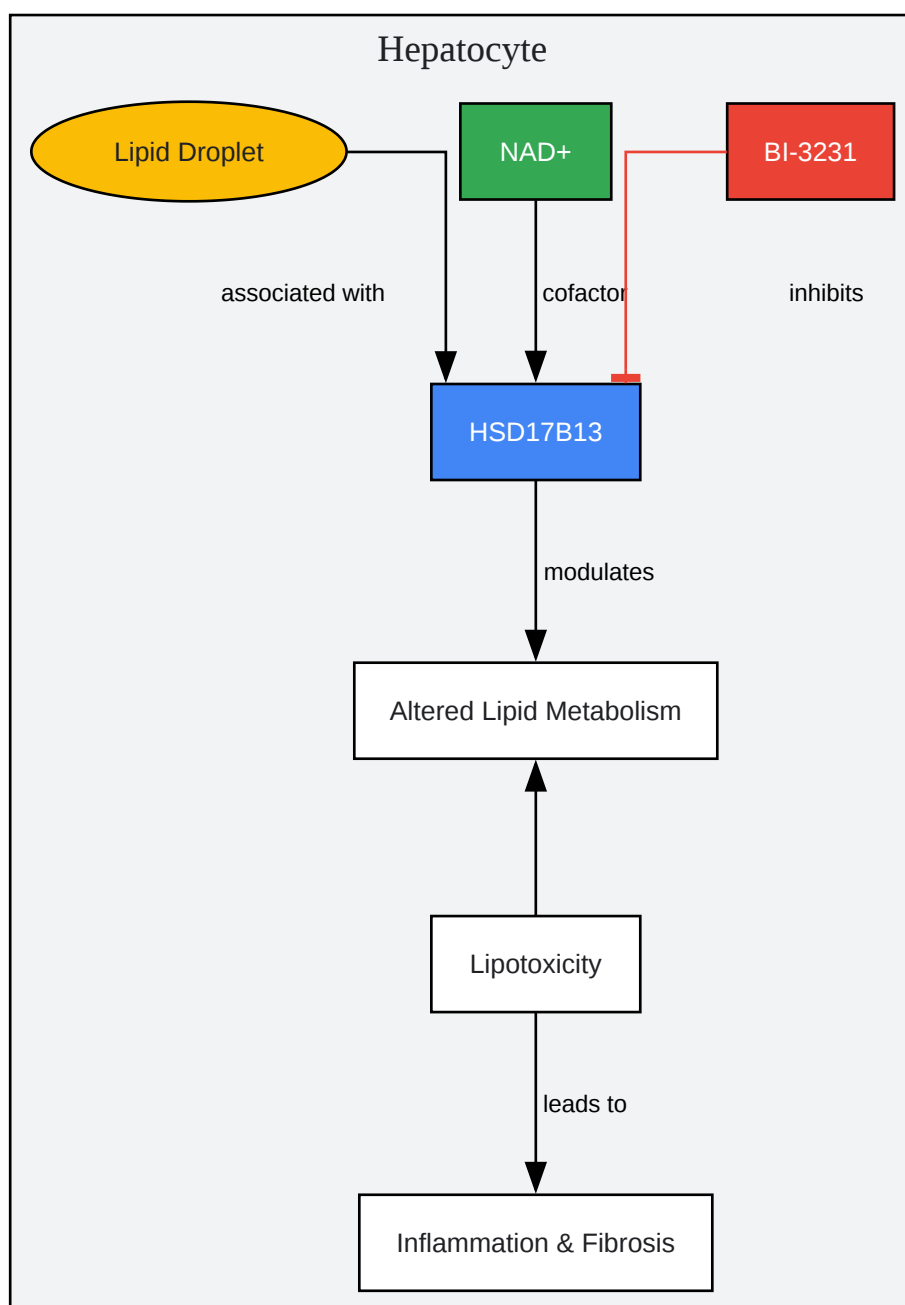 Hepatocyte
Lipid Droplet
NAD+
BI-3231
associated with
cofactor
inhibits
HSD17B13
modulates
Altered Lipid Metabolism
Lipotoxicity
leads to
Inflammation & Fibrosis